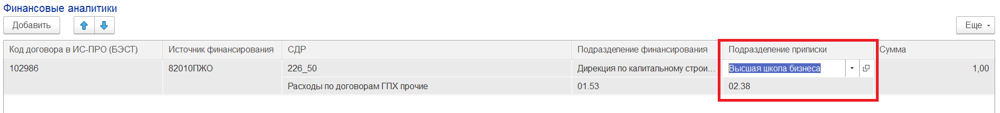 Финансовые аналитики
Добавить
Еще
Код договора в ИС-ПРО (БЭСТ) Источник финансирования СДР Подразделение финансирования Подразделение приписки Сумма
102986 82010ПЖО 226_50 Дирекция по капитальному строи... Высшая школа бизнеса 1,00
Расходы по договорам ГПХ прочие 01.53 02.38